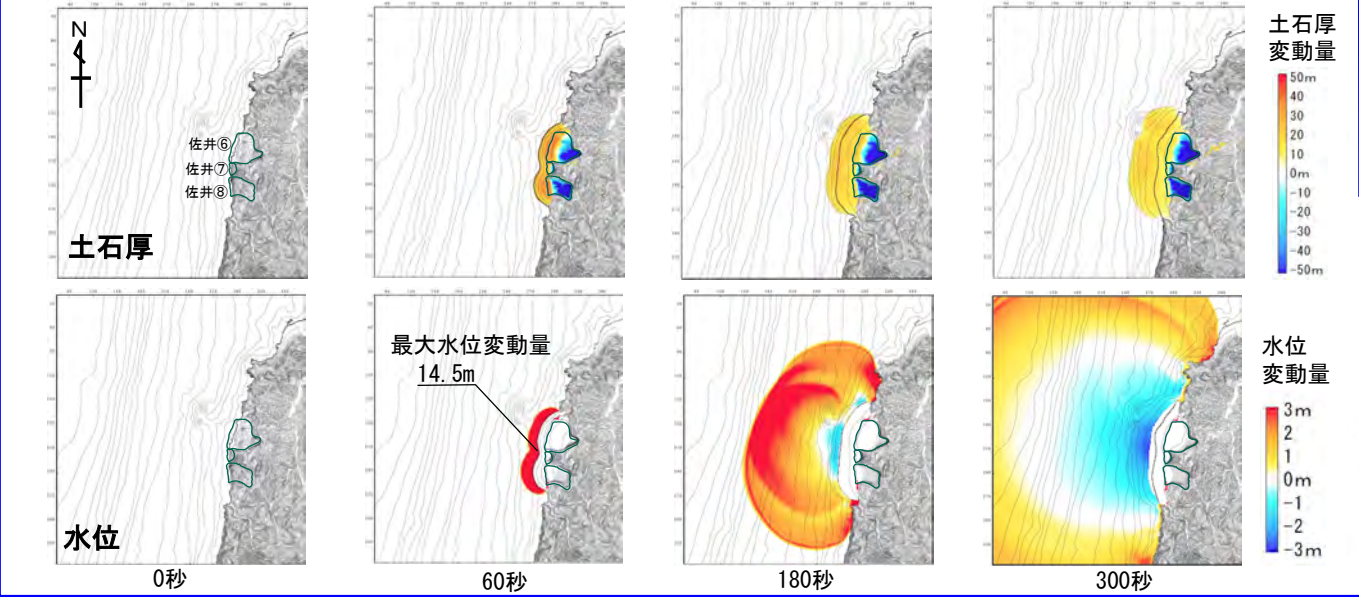 N
佐井⑥
佐井⑦
佐井⑧
土石厚
土石厚
変動量
50m
40
30
20
10
0m
-10
-20
-30
-40
-50m
最大水位変動量
14.5m
水位
水位
変動量
3m
2
1
0m
-1
-2
-3m
0秒
60秒
180秒
300秒